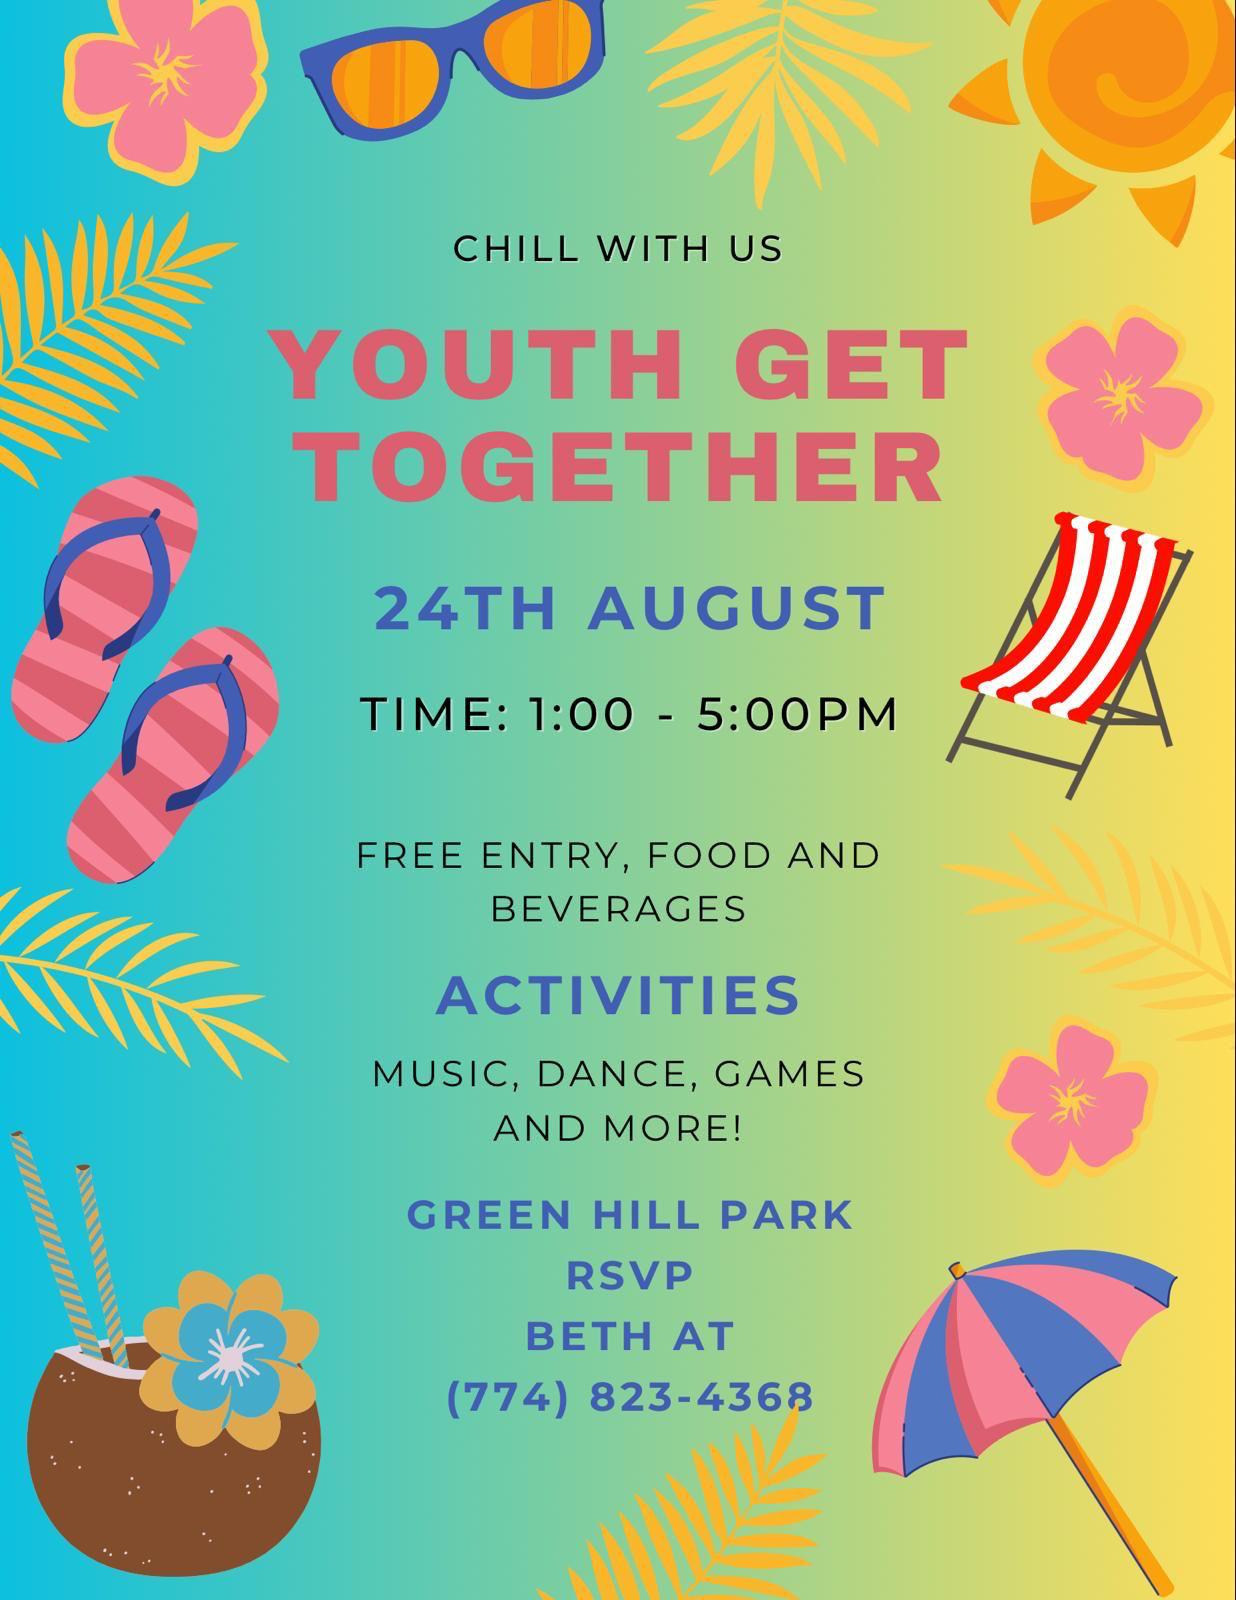 CHILL WITH US
YOUTH GET
TOGETHER
24TH AUGUST
TIME: 1:00 - 5:00PM
FREE ENTRY, FOOD AND
BEVERAGES
ACTIVITIES
MUSIC, DANCE, GAMES
AND MORE!
GREEN HILL PARK
RSVP
BETH AT
(774) 823-4368